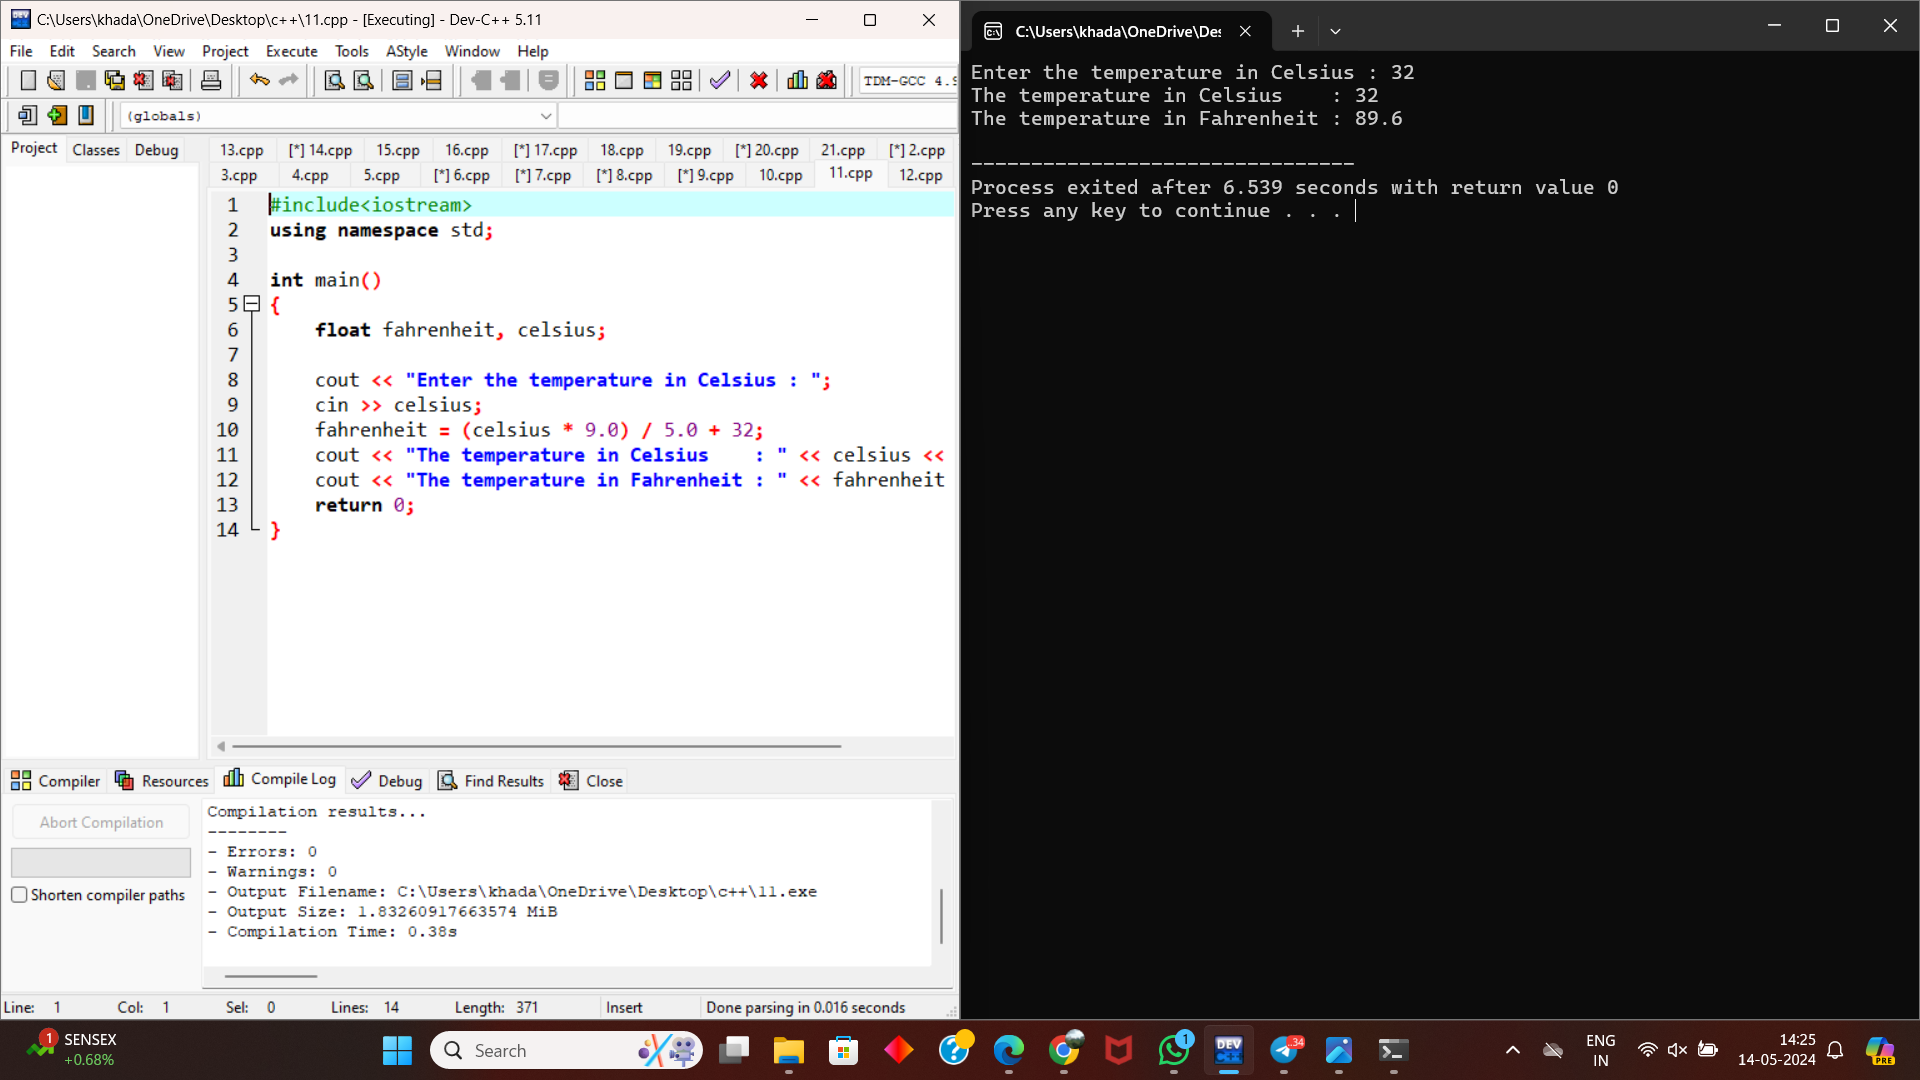 C:\Users\khada\OneDrive\Desktop\c++\11.cpp - [Executing] - Dev-C++ 5.11
File Edit Search View Project Execute Tools AStyle Window Help
TDM-GCC 4.9
(globals)
Project Classes Debug
13.cpp [*] 14.cpp 15.cpp 16.cpp [*] 17.cpp 18.cpp 19.cpp [*] 20.cpp 21.cpp [*] 2.cpp
3.cpp 4.cpp 5.cpp [*] 6.cpp [*] 7.cpp [*] 8.cpp [*] 9.cpp 10.cpp 11.cpp 12.cpp
1 #include<iostream>
2 using namespace std;
3
4 int main()
5 {
6 float fahrenheit, celsius;
7
8 cout << "Enter the temperature in Celsius : ";
9 cin >> celsius;
10 fahrenheit = (celsius * 9.0) / 5.0 + 32;
11 cout << "The temperature in Celsius    : " << celsius <<
12 cout << "The temperature in Fahrenheit : " << fahrenheit
13 return 0;
14 }
Compiler Resources Compile Log Debug Find Results Close
Abort Compilation
Shorten compiler paths
Compilation results...
--------
- Errors: 0
- Warnings: 0
- Output Filename: C:\Users\khada\OneDrive\Desktop\c++\11.exe
- Output Size: 1.83260917663574 MiB
- Compilation Time: 0.38s
Line: 1 Col: 1 Sel: 0 Lines: 14 Length: 371 Insert Done parsing in 0.016 seconds
C:\Users\khada\OneDrive\Des
Enter the temperature in Celsius : 32
The temperature in Celsius    : 32
The temperature in Fahrenheit : 89.6
--------------------------------
Process exited after 6.539 seconds with return value 0
Press any key to continue . . .
1
SENSEX
+0.68%
Search
1
DEV
C++
34
ENG
IN
14:25
14-05-2024
PRE